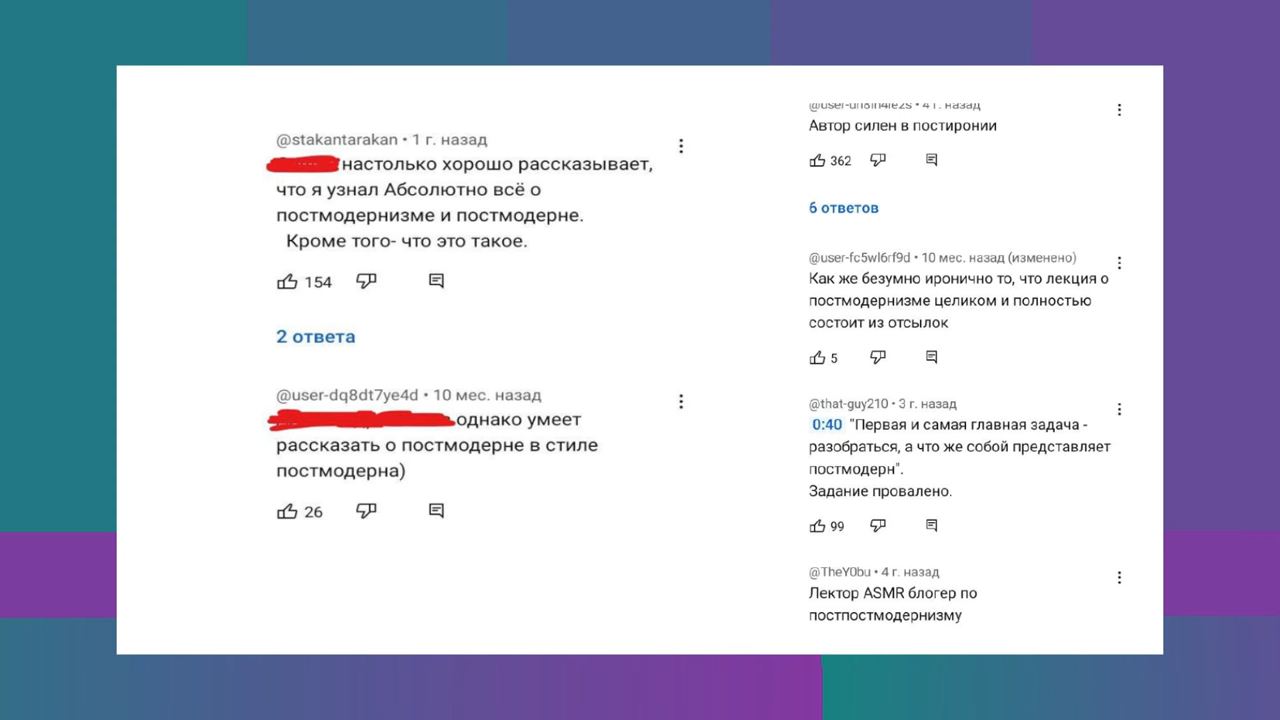 @stakantarakan • 1 г. назад
настолько хорошо рассказывает,
что я узнал Абсолютно всё о
постмодернизме и постмодерне.
Кроме того- что это такое.
154
2 ответа
@user-dq8dt7ye4d • 10 мес. назад
однако умеет
рассказать о постмодерне в стиле
постмодерна)
26
4 г. назад
Автор силен в постиронии
362
6 ответов
@user-fc5wl6rf9d • 10 мес. назад (изменено)
Как же безумно иронично то, что лекция о
постмодернизме целиком и полностью
состоит из отсылок
5
@that-guy210 • 3 г. назад
0:40 "Первая и самая главная задача -
разобраться, а что же собой представляет
постмодерн".
Задание провалено.
99
@TheY0bu • 4 г. назад
Лектор ASMR блогер по
постпостмодернизму